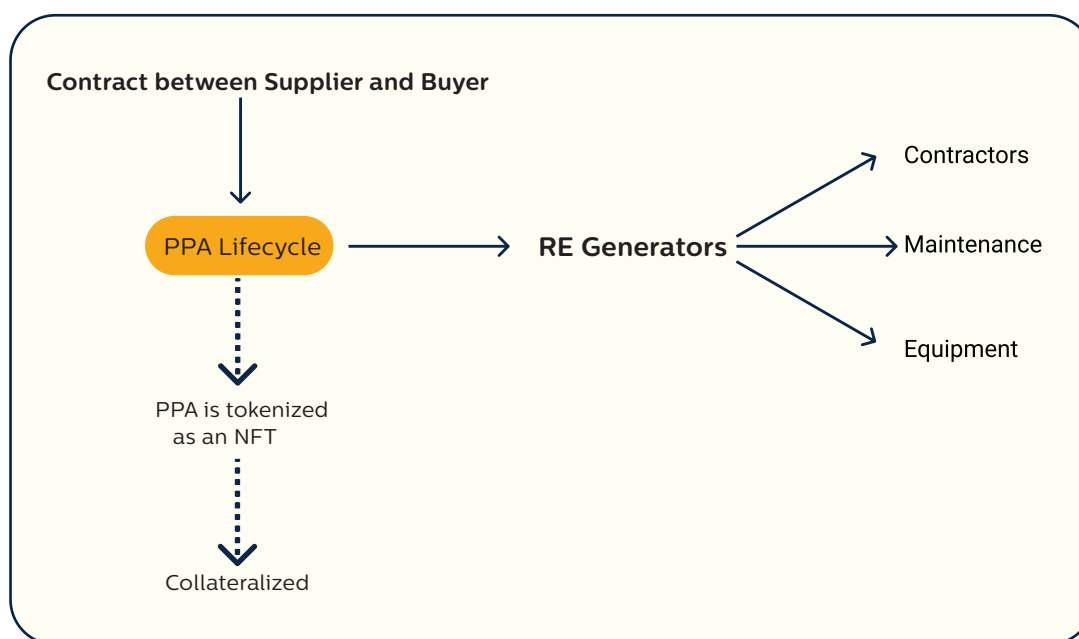 Contract between Supplier and Buyer
PPA Lifecycle
RE Generators
Contractors
Maintenance
Equipment
PPA is tokenized
as an NFT
Collateralized